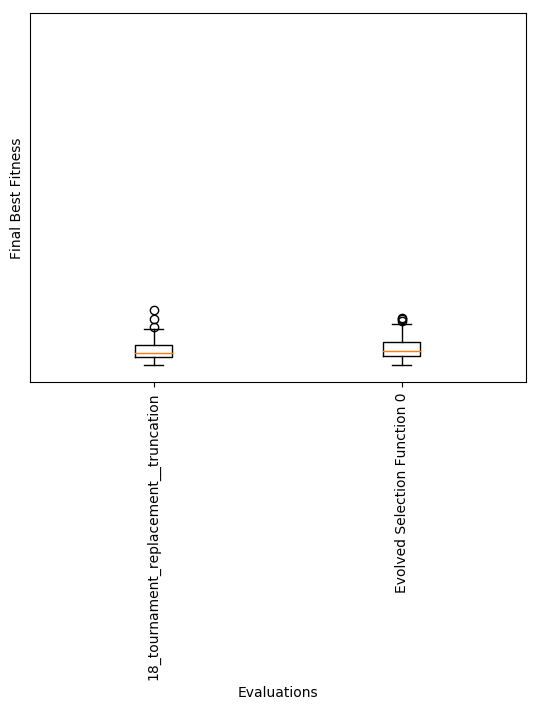 Final Best Fitness
18_tournament_replacement__truncation
Evolved Selection Function 0
Evaluations